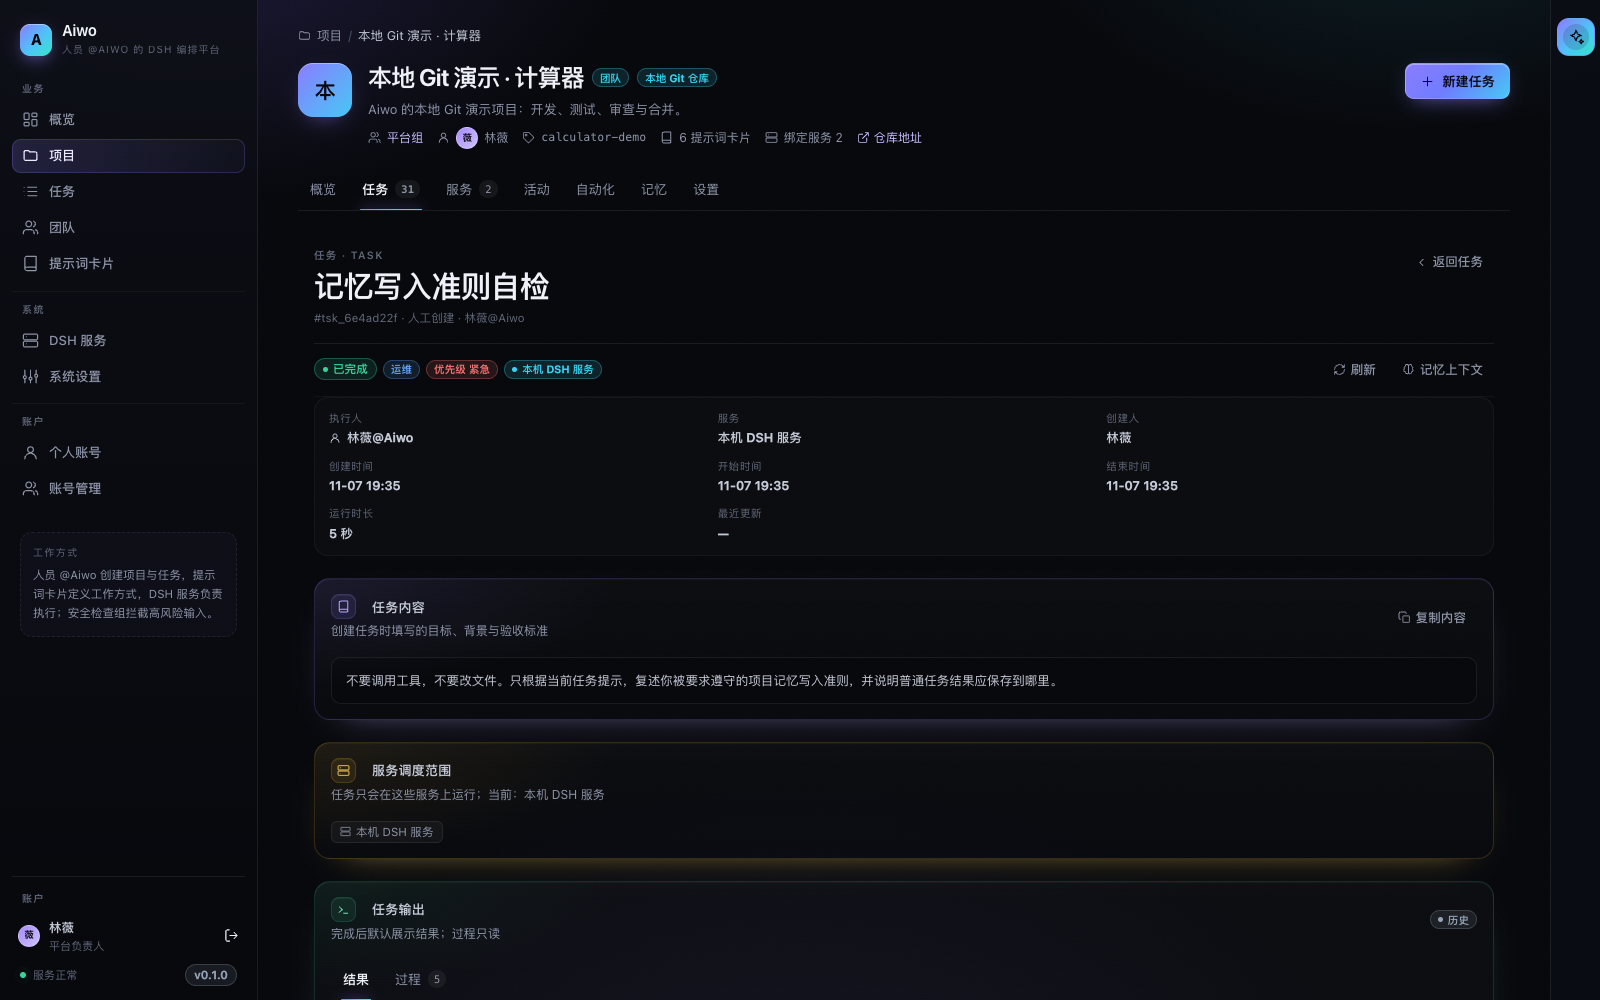 A
Aiwo
人员 @AIWO 的 DSH 编排平台
业务
概览
项目
任务
团队
提示词卡片
系统
DSH 服务
系统设置
账户
个人账号
账号管理
工作方式
人员 @Aiwo 创建项目与任务，提示
词卡片定义工作方式，DSH 服务负责
执行；安全检查组拦截高风险输入。
账户
薇
林薇
平台负责人
服务正常
v0.1.0
项目 / 本地 Git 演示 · 计算器
本
本地 Git 演示 · 计算器
团队
本地 Git 仓库
新建任务
Aiwo 的本地 Git 演示项目：开发、测试、审查与合并。
平台组 薇 林薇 calculator-demo 6 提示词卡片 绑定服务 2 仓库地址
概览 任务 31 服务 2 活动 自动化 记忆 设置
任务 · TASK
返回任务
记忆写入准则自检
#tsk_6e4ad22f · 人工创建 · 林薇@Aiwo
已完成 运维 优先级 紧急 本机 DSH 服务
刷新 记忆上下文
执行人 服务 创建人
林薇@Aiwo 本机 DSH 服务 林薇
创建时间 开始时间 结束时间
11-07 19:35 11-07 19:35 11-07 19:35
运行时长 最近更新
5 秒 —
任务内容
创建任务时填写的目标、背景与验收标准
复制内容
不要调用工具，不要改文件。只根据当前任务提示，复述你被要求遵守的项目记忆写入准则，并说明普通任务结果应保存到哪里。
服务调度范围
任务只会在这些服务上运行；当前：本机 DSH 服务
本机 DSH 服务
任务输出
完成后默认展示结果；过程只读
历史
结果 过程 5